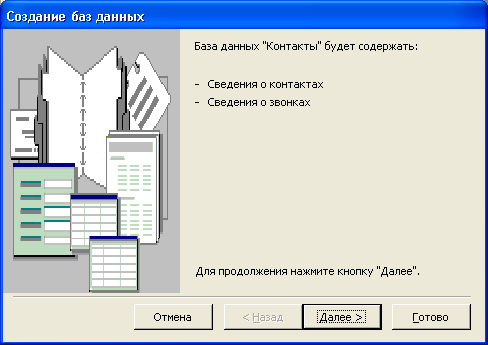 Создание баз данных
База данных "Контакты" будет содержать:
- Сведения о контактах
- Сведения о звонках
Для продолжения нажмите кнопку "Далее".
Отмена
< Назад
Далее >
Готово